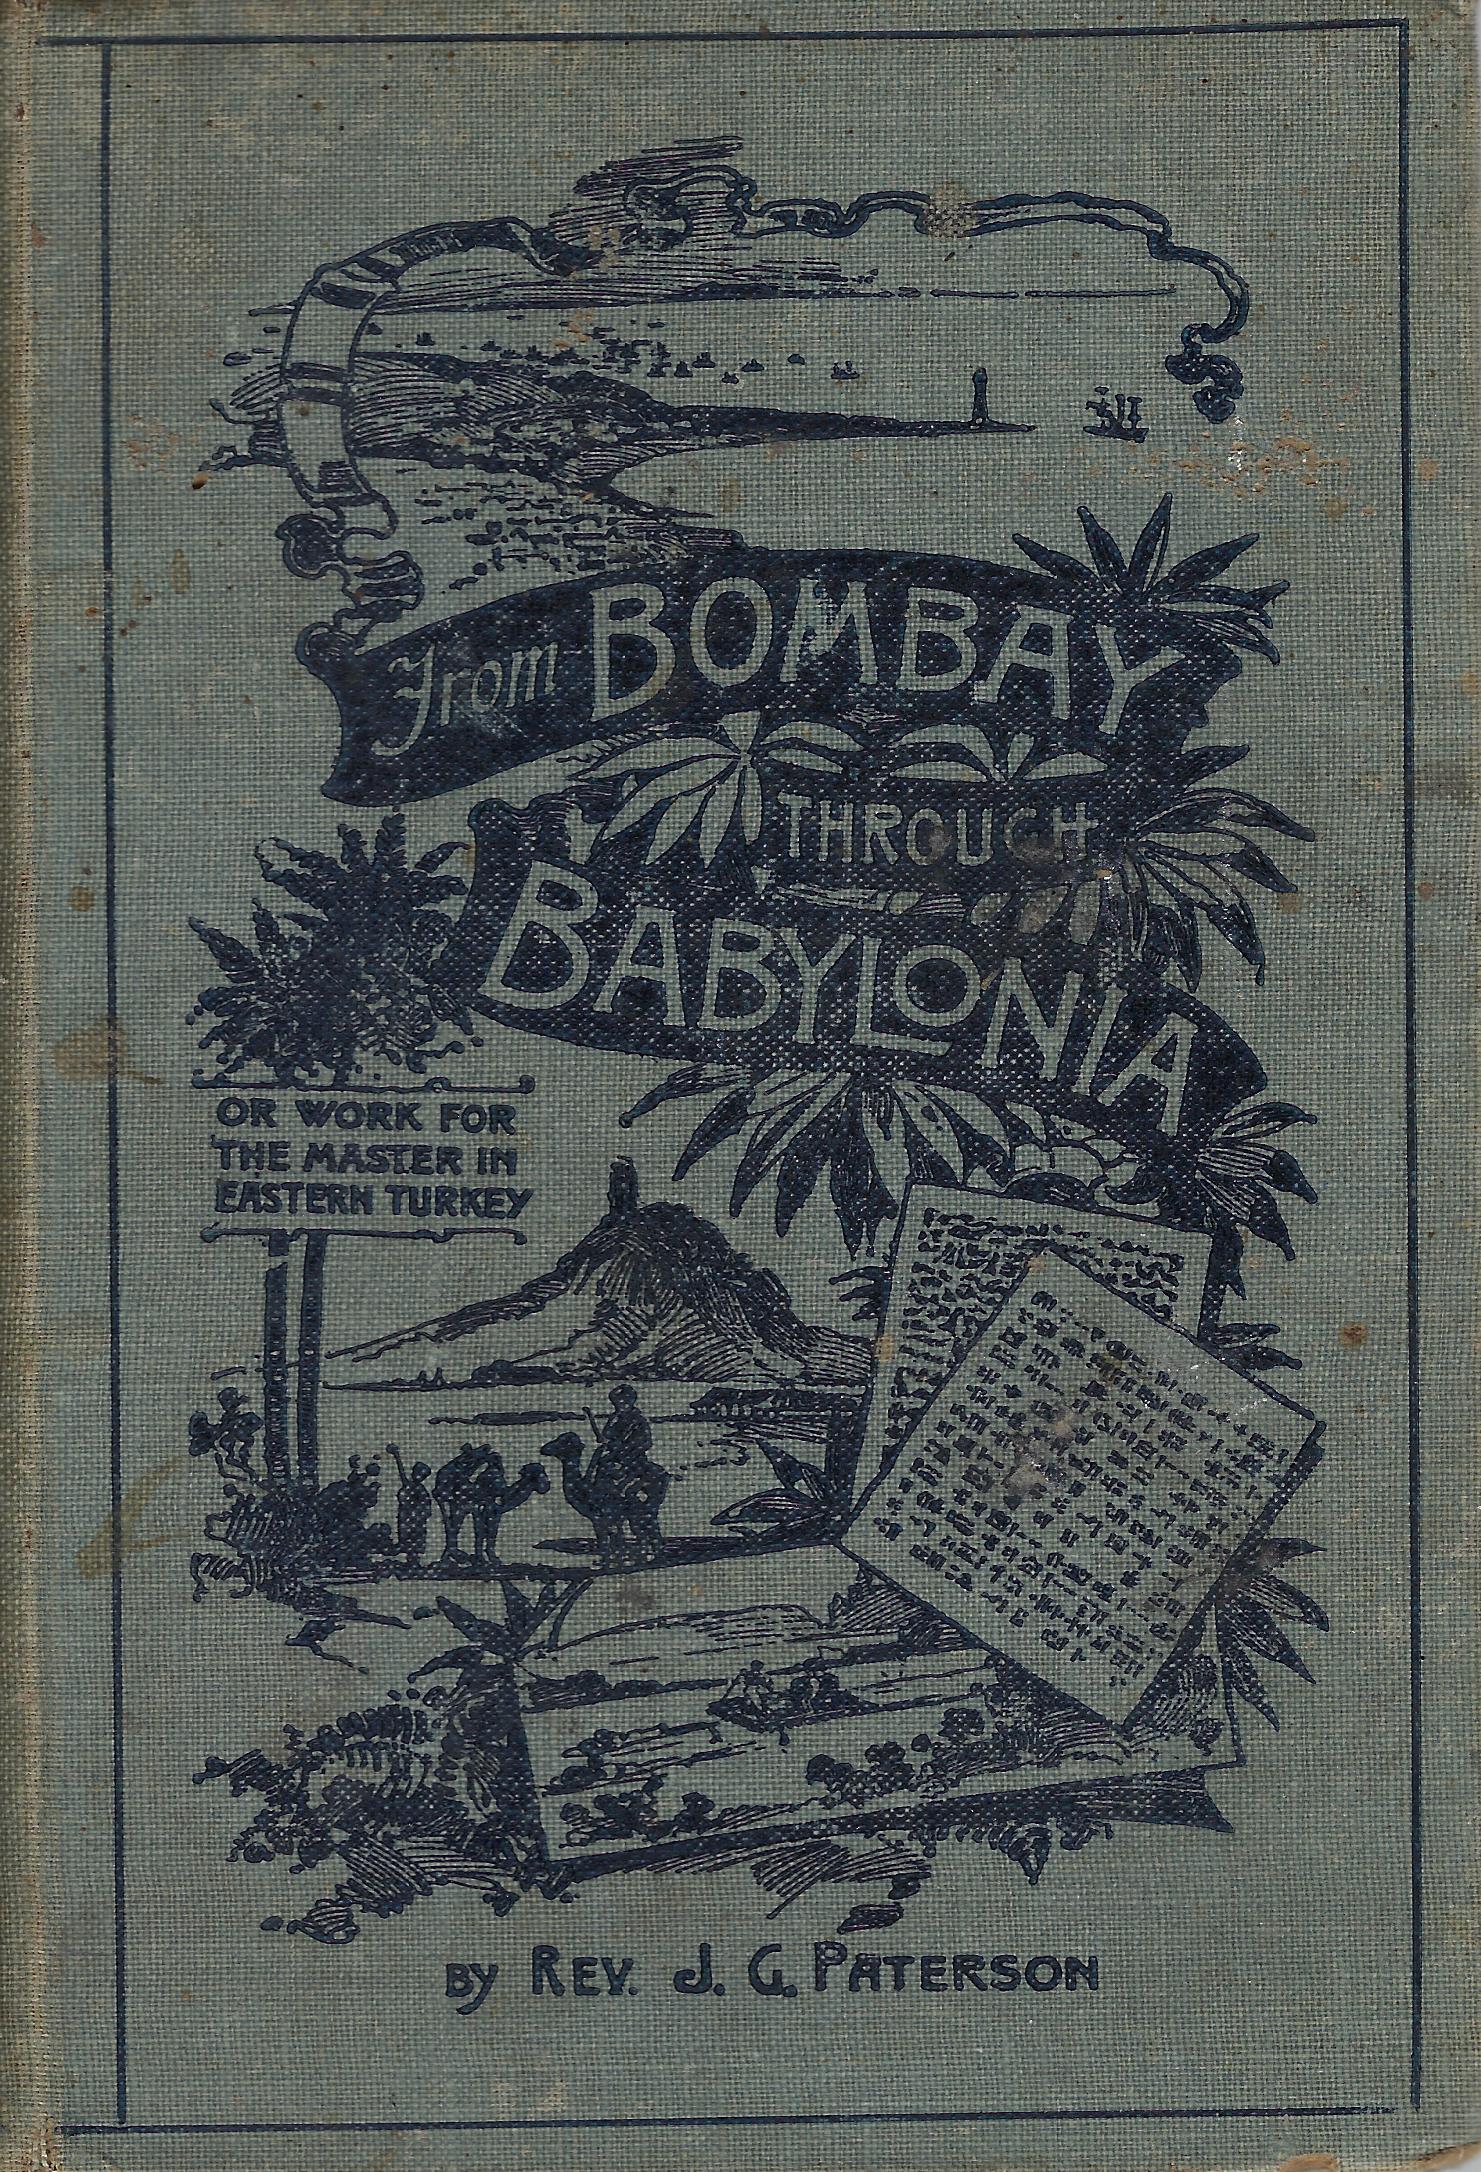 From BOMBAY
THROUGH
BABYLONIA
OR WORK FOR
THE MASTER IN
EASTERN TURKEY
BY REV. J. G. PATERSON